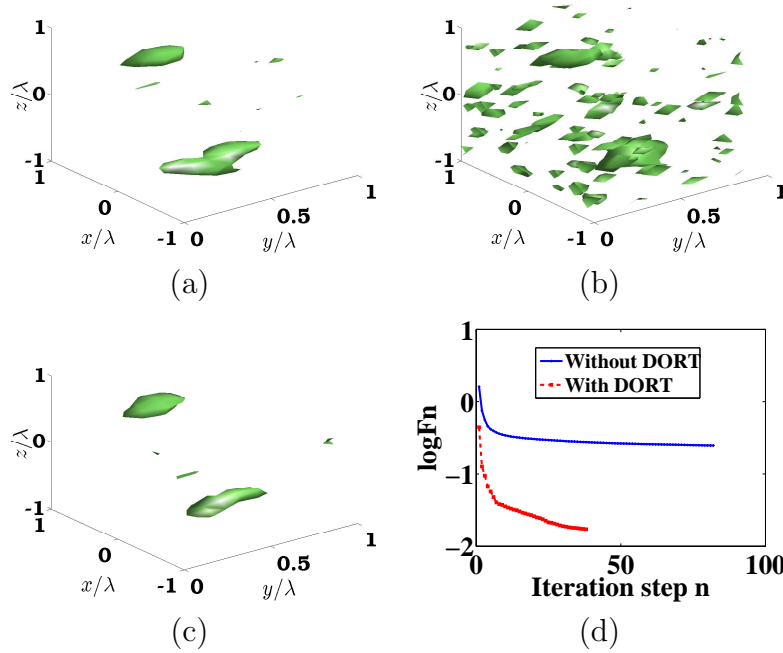 1
0
-1
z/λ
1
0
-1
x/λ
0
0.5
1
y/λ
(a)
1
0
-1
z/λ
1
0
-1
x/λ
0
0.5
1
y/λ
(b)
1
0
-1
z/λ
1
0
-1
x/λ
0
0.5
1
y/λ
(c)
1
0
−1
−2
logFn
Without DORT
With DORT
0
50
100
Iteration step n
(d)